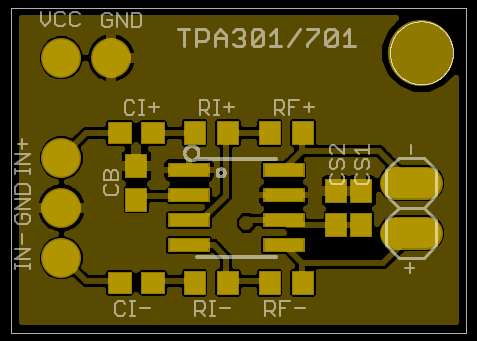 VCC GND
TPA301/701
CI+ RI+ RF+
CS2 CS1 -
IN+
CB
GND
IN-
+
CI- RI- RF-